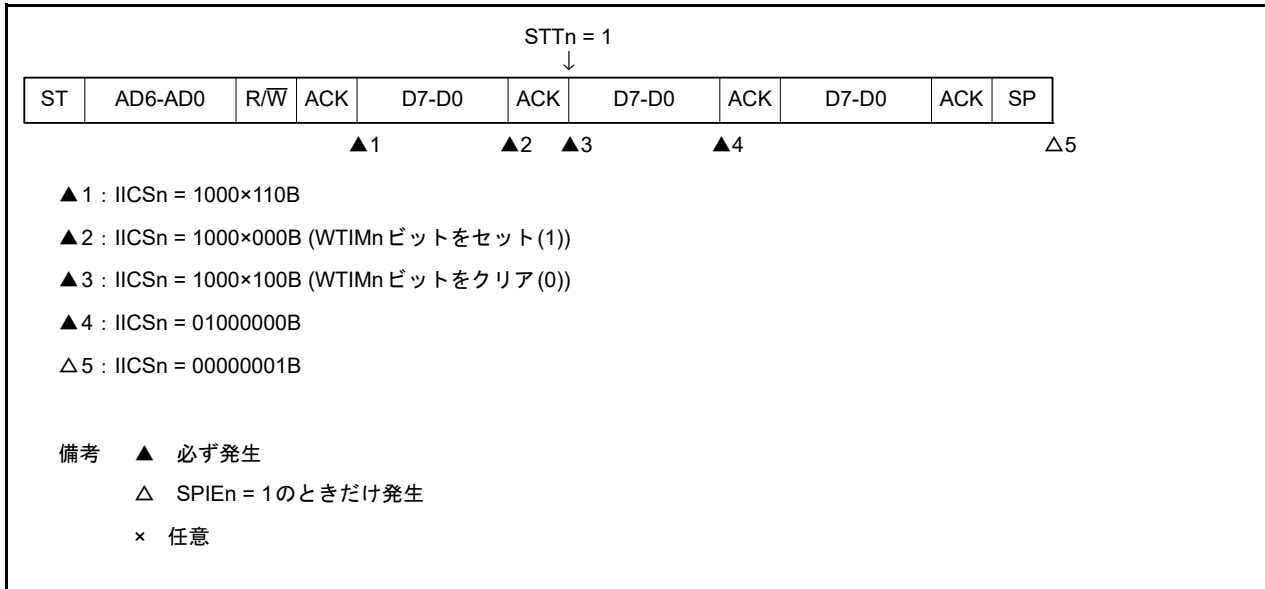 STTn = 1
↓
ST AD6-AD0 R/W̅ ACK D7-D0 ACK D7-D0 ACK D7-D0 ACK SP
▲1 ▲2 ▲3 ▲4 △5
▲1：IICSn = 1000×110B
▲2：IICSn = 1000×000B (WTIMnビットをセット(1))
▲3：IICSn = 1000×100B (WTIMnビットをクリア(0))
▲4：IICSn = 01000000B
△5：IICSn = 00000001B
備考 ▲ 必ず発生
△ SPIEn = 1のときだけ発生
× 任意